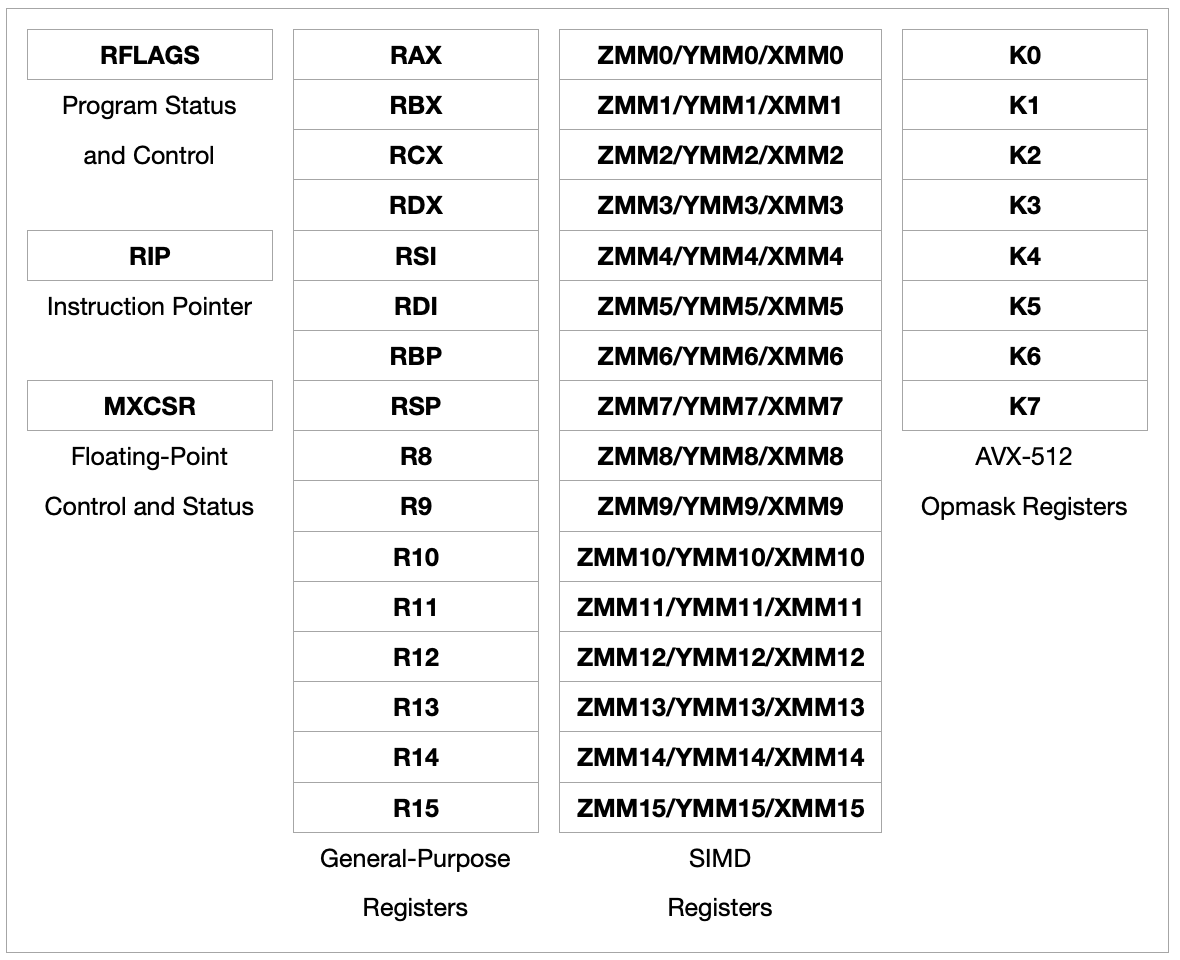 RFLAGS
Program Status
and Control
RIP
Instruction Pointer
MXCSR
Floating-Point
Control and Status
RAX
RBX
RCX
RDX
RSI
RDI
RBP
RSP
R8
R9
R10
R11
R12
R13
R14
R15
General-Purpose
Registers
ZMM0/YMM0/XMM0
ZMM1/YMM1/XMM1
ZMM2/YMM2/XMM2
ZMM3/YMM3/XMM3
ZMM4/YMM4/XMM4
ZMM5/YMM5/XMM5
ZMM6/YMM6/XMM6
ZMM7/YMM7/XMM7
ZMM8/YMM8/XMM8
ZMM9/YMM9/XMM9
ZMM10/YMM10/XMM10
ZMM11/YMM11/XMM11
ZMM12/YMM12/XMM12
ZMM13/YMM13/XMM13
ZMM14/YMM14/XMM14
ZMM15/YMM15/XMM15
SIMD
Registers
K0
K1
K2
K3
K4
K5
K6
K7
AVX-512
Opmask Registers